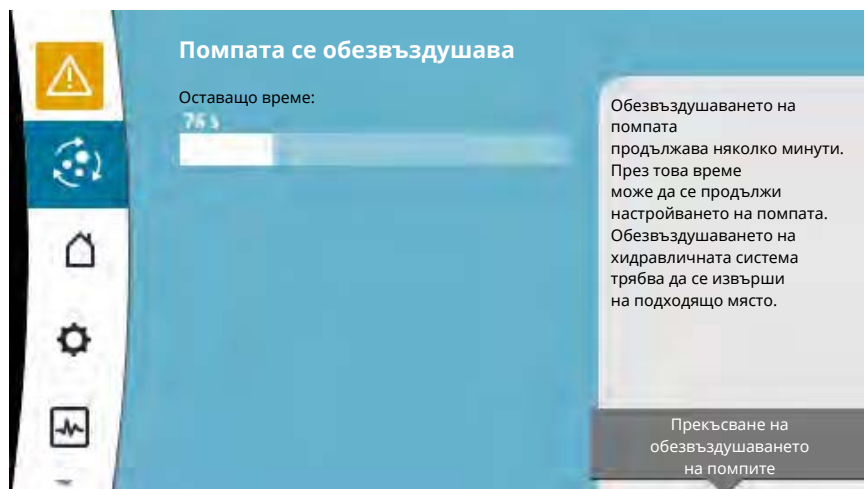 Помпата се обезвъздушава
Оставащо време:
76 s
Обезвъздушаването на
помпата
продължава няколко минути.
През това време
може да се продължи
настройването на помпата.
Обезвъздушаването на
хидравличната система
трябва да се извърши
на подходящо място.
Прекъсване на
обезвъздушаването
на помпите